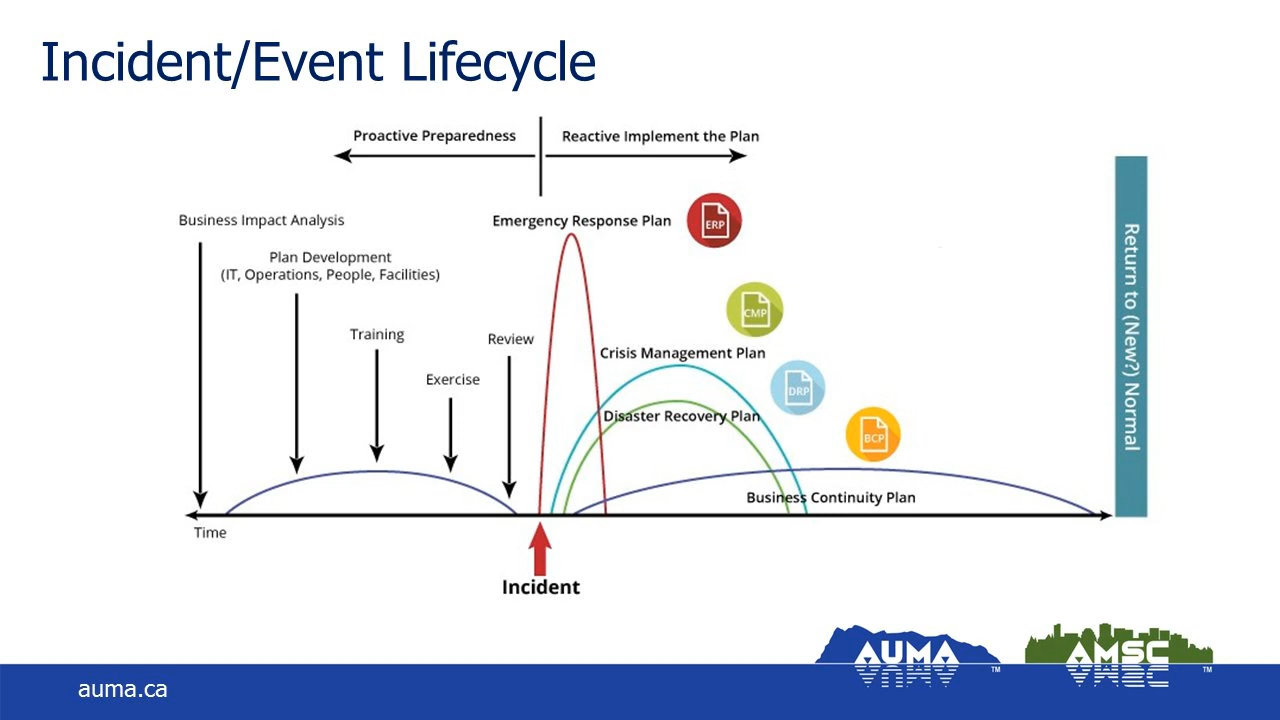 Incident/Event Lifecycle
Proactive Preparedness
Reactive Implement the Plan
Business Impact Analysis
Emergency Response Plan
ERP
Plan Development
(IT, Operations, People, Facilities)
CMP
Training
Review
Crisis Management Plan
Exercise
DRP
Disaster Recovery Plan
BCP
Business Continuity Plan
Return to (New?) Normal
Time
Incident
AUMA
TM
AMSC
TM
auma.ca